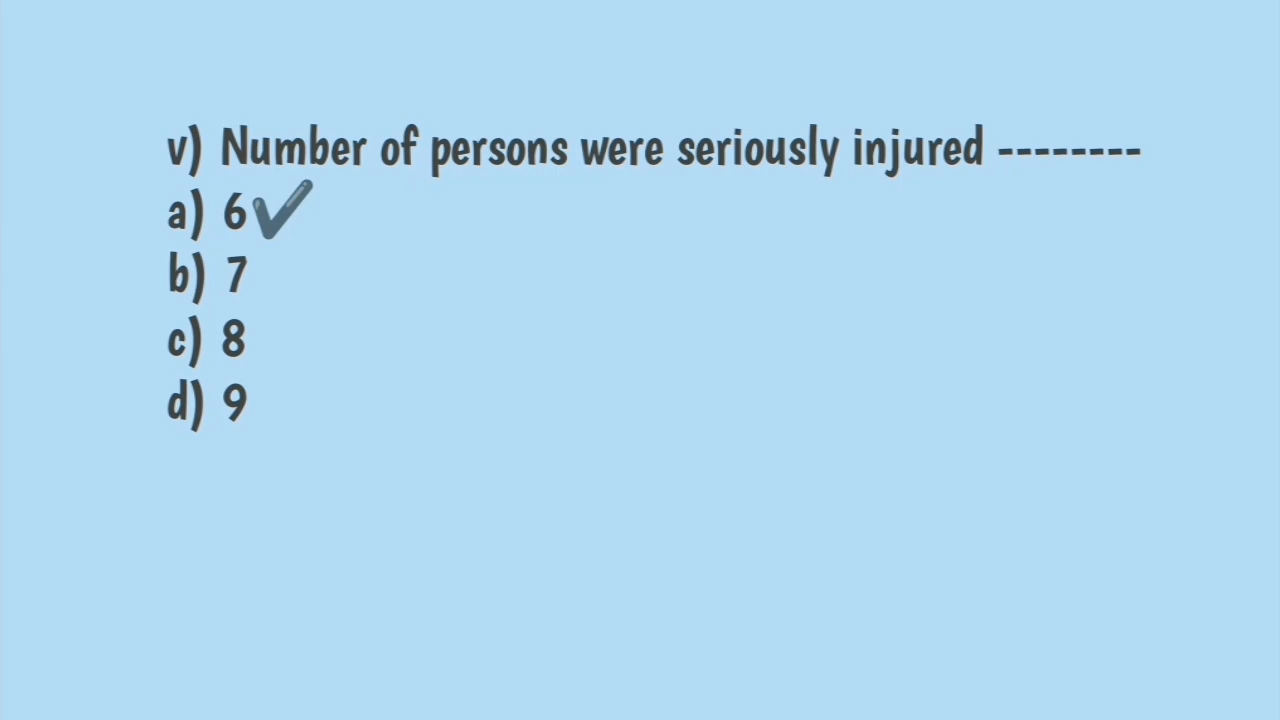 v) Number of persons were seriously injured --------
a) 6✔
b) 7
c) 8
d) 9